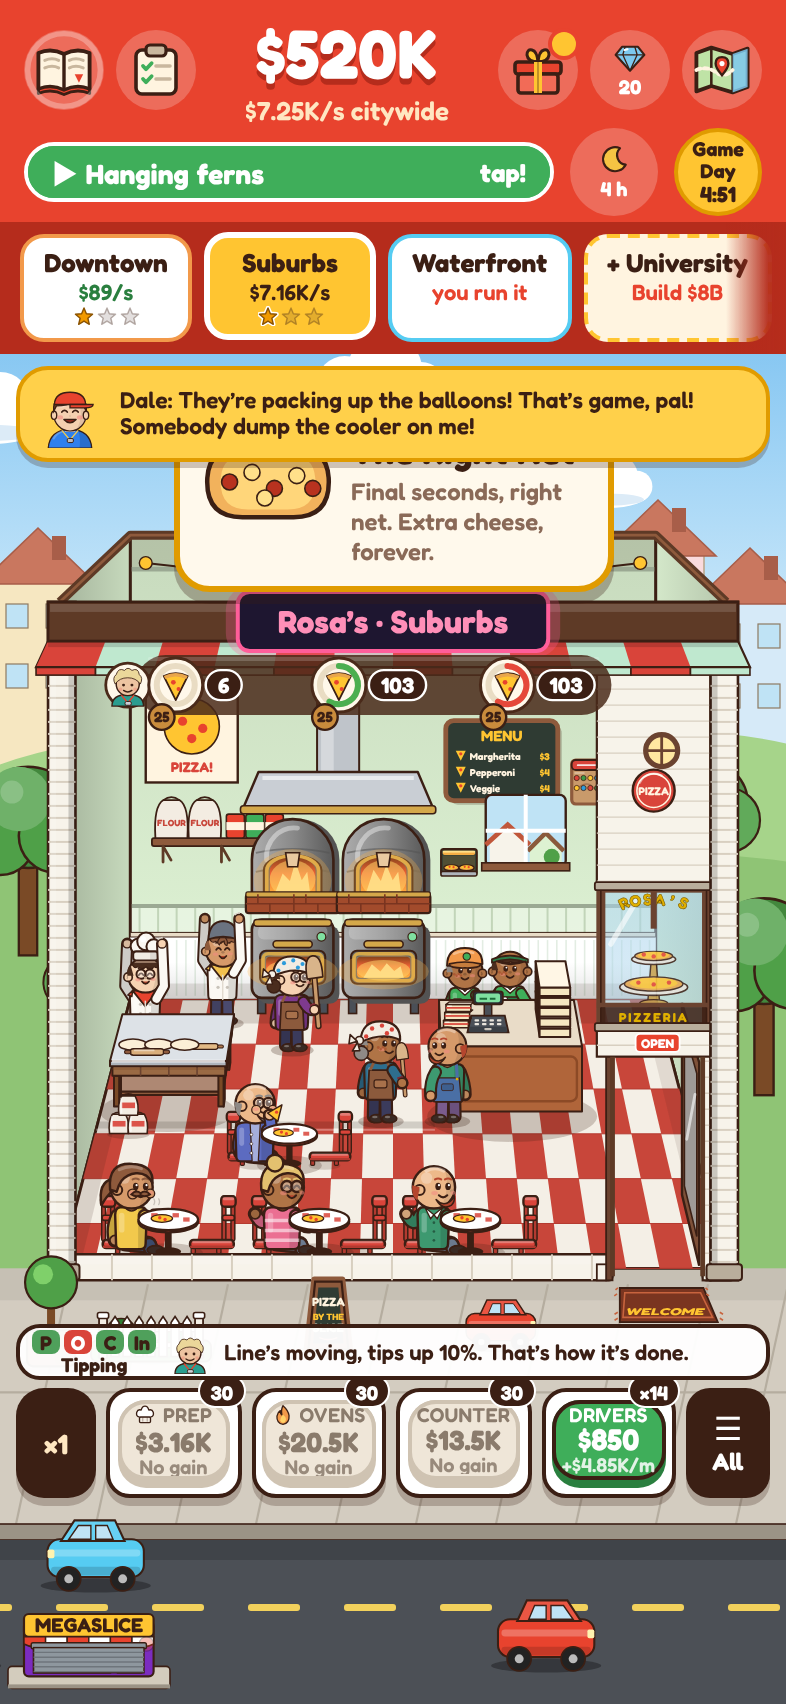 $520K
$7.25K/s citywide
20
Hanging ferns
tap!
4 h
Game
Day
4:51
Downtown
$89/s
Suburbs
$7.16K/s
Waterfront
you run it
+ University
Build $8B
Dale: They're packing up the balloons! That's game, pal!
Somebody dump the cooler on me!
Final seconds, right
net. Extra cheese,
forever.
Rosa's · Suburbs
6
103
103
25
25
25
PIZZA!
MENU
Margherita $3
Pepperoni $4
Veggie $4
FLOUR
FLOUR
PIZZA
ROSA'S
PIZZERIA
OPEN
PIZZA
BY THE
WELCOME
P O C In
Tipping
Line's moving, tips up 10%. That's how it's done.
x1
30
PREP
$3.16K
No gain
30
OVENS
$20.5K
No gain
30
COUNTER
$13.5K
No gain
x14
DRIVERS
$850
+$4.85K/m
All
MEGASLICE